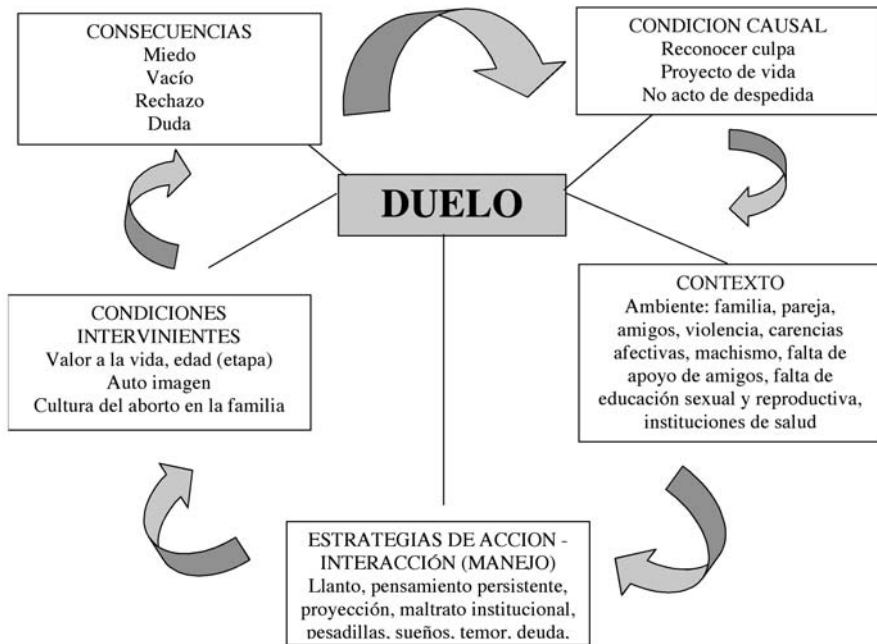 CONSECUENCIAS
Miedo
Vacío
Rechazo
Duda
CONDICION CAUSAL
Reconocer culpa
Proyecto de vida
No acto de despedida
DUELO
CONDICIONES
INTERVINIENTES
Valor a la vida, edad (etapa)
Auto imagen
Cultura del aborto en la familia
CONTEXTO
Ambiente: familia, pareja,
amigos, violencia, carencias
afectivas, machismo, falta de
apoyo de amigos, falta de
educación sexual y reproductiva,
instituciones de salud
ESTRATEGIAS DE ACCION -
INTERACCIÓN (MANEJO)
Llanto, pensamiento persistente,
proyección, maltrato institucional,
pesadillas, sueños, temor, deuda.